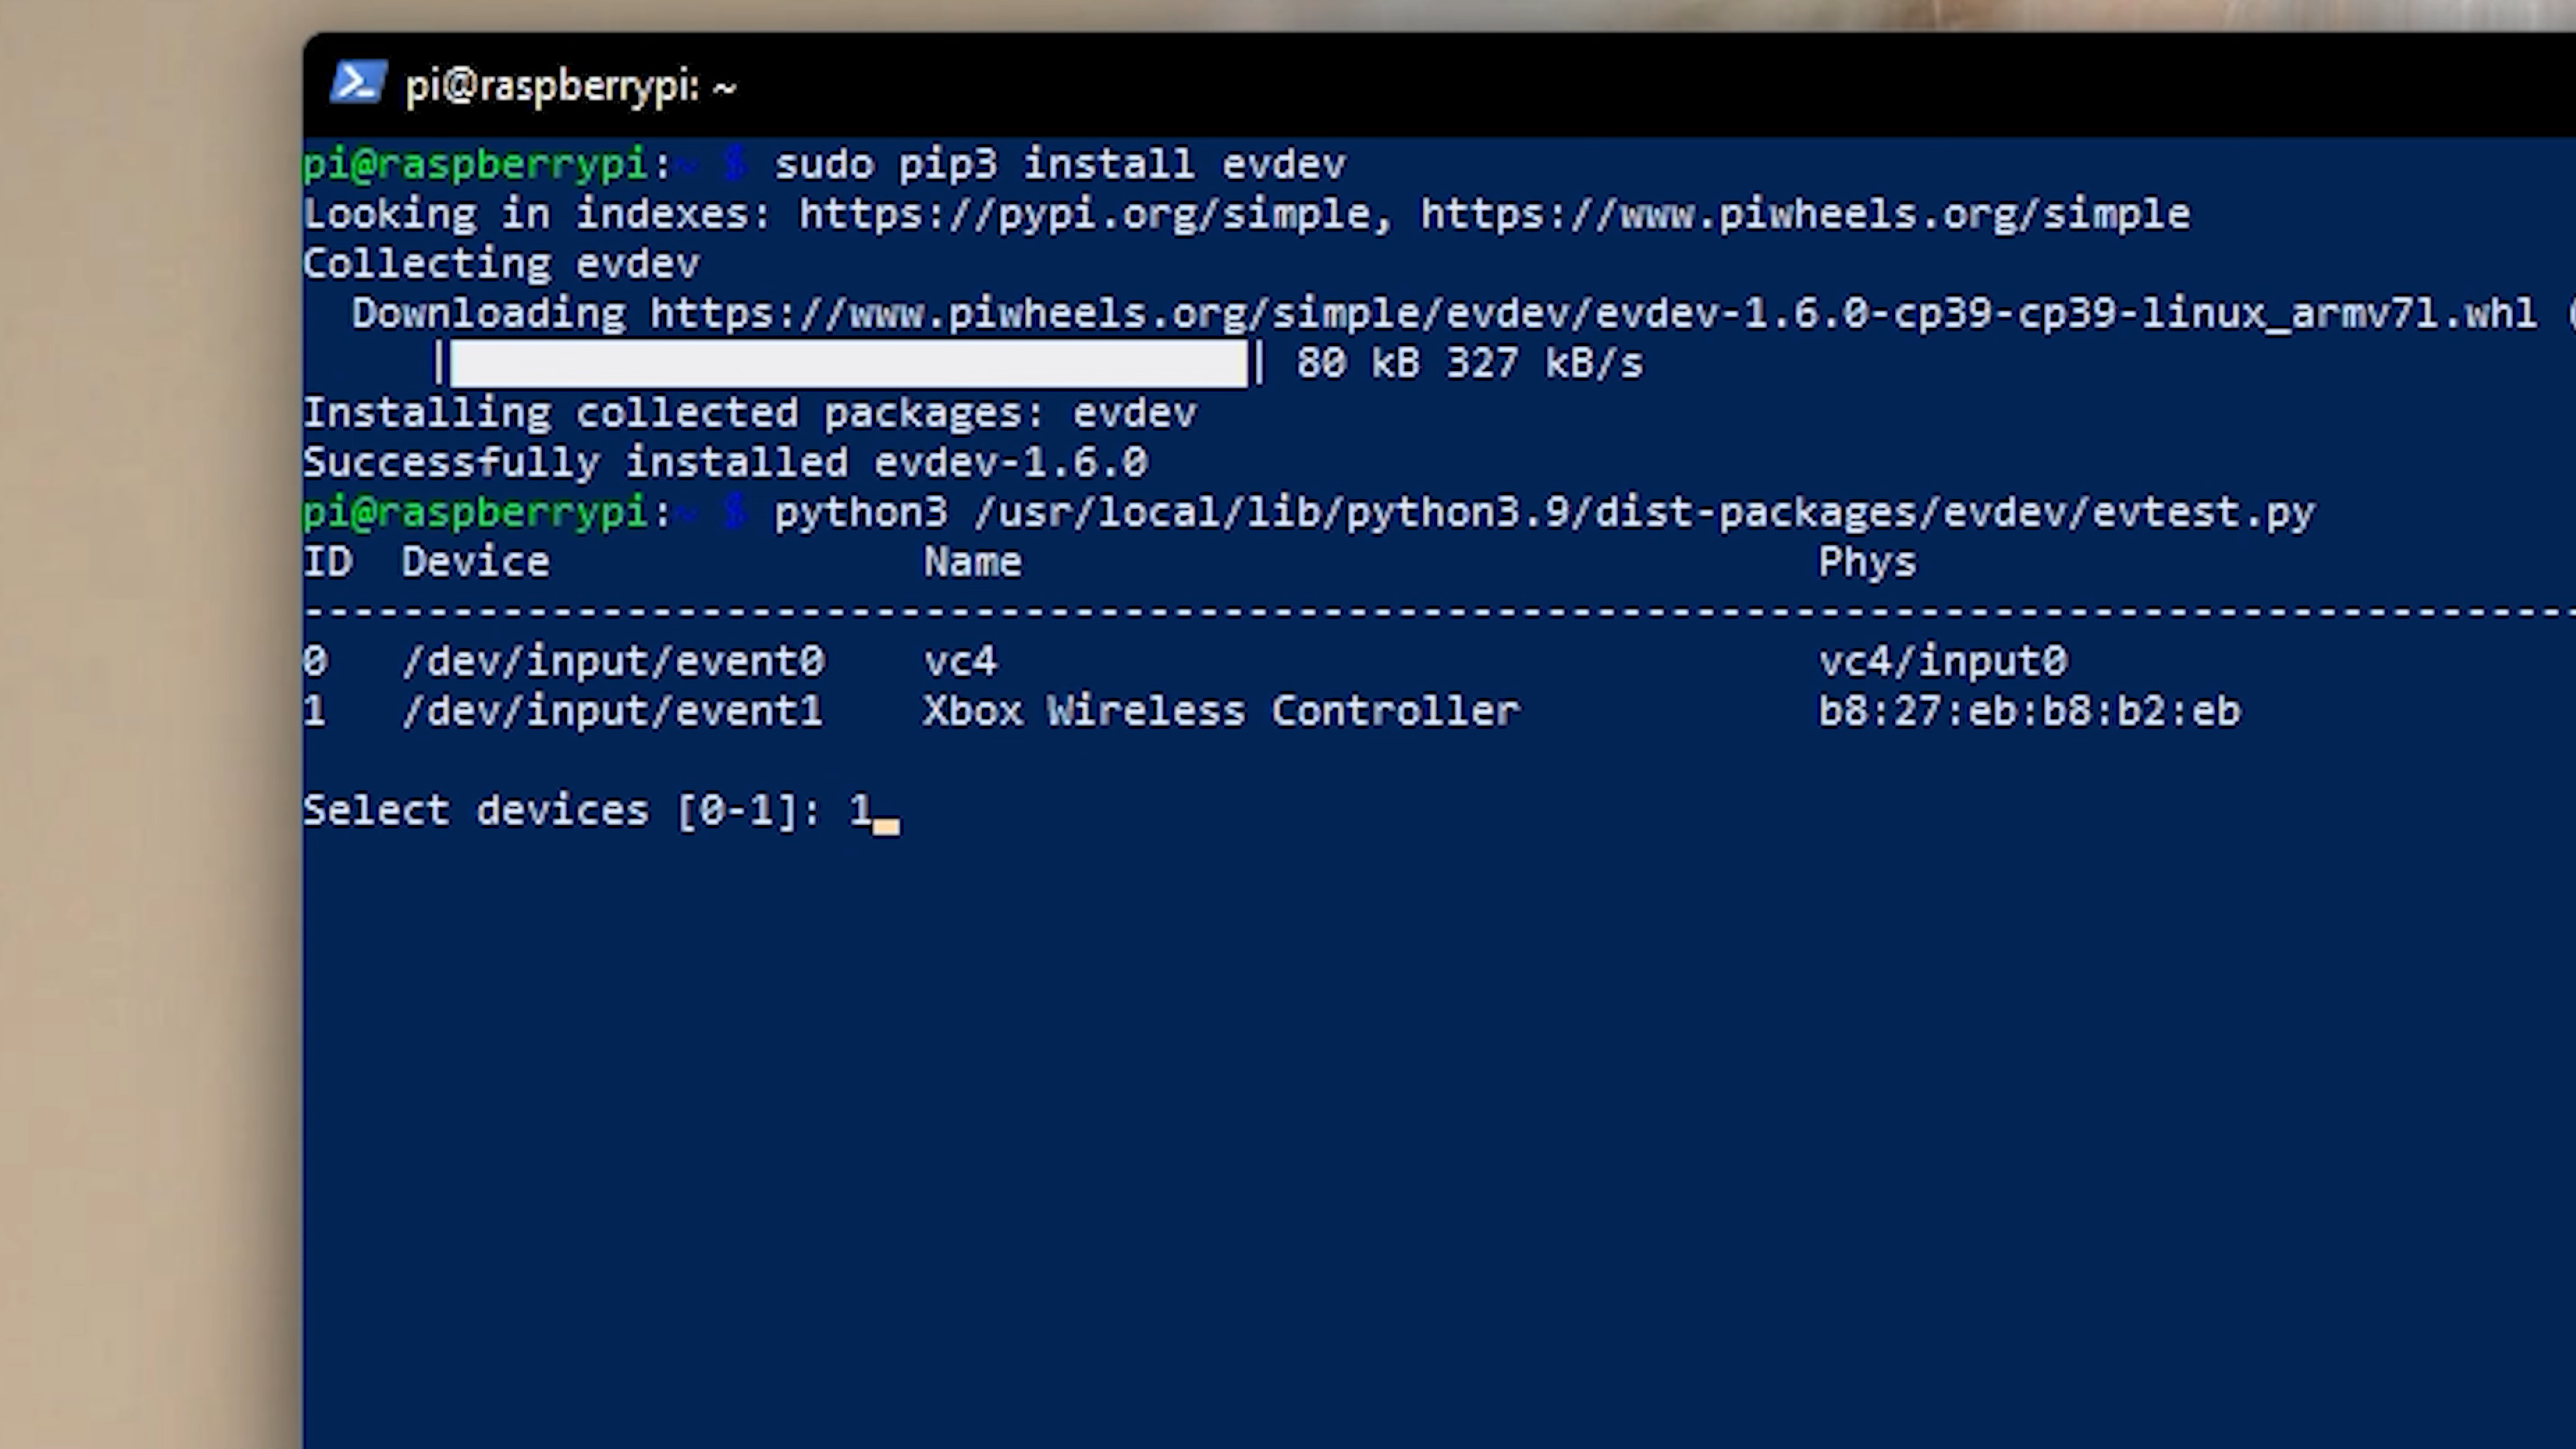 pi@raspberrypi: ~
pi@raspberrypi:~ $ sudo pip3 install evdev
Looking in indexes: https://pypi.org/simple, https://www.piwheels.org/simple
Collecting evdev
Downloading https://www.piwheels.org/simple/evdev/evdev-1.6.0-cp39-cp39-linux_armv7l.whl (
|████████████████████████████████| 80 kB 327 kB/s
Installing collected packages: evdev
Successfully installed evdev-1.6.0
pi@raspberrypi:~ $ python3 /usr/local/lib/python3.9/dist-packages/evdev/evtest.py
ID Device Name Phys
-------------------------------------------------------------------------------------------
0 /dev/input/event0 vc4 vc4/input0
1 /dev/input/event1 Xbox Wireless Controller b8:27:eb:b8:b2:eb
Select devices [0-1]: 1